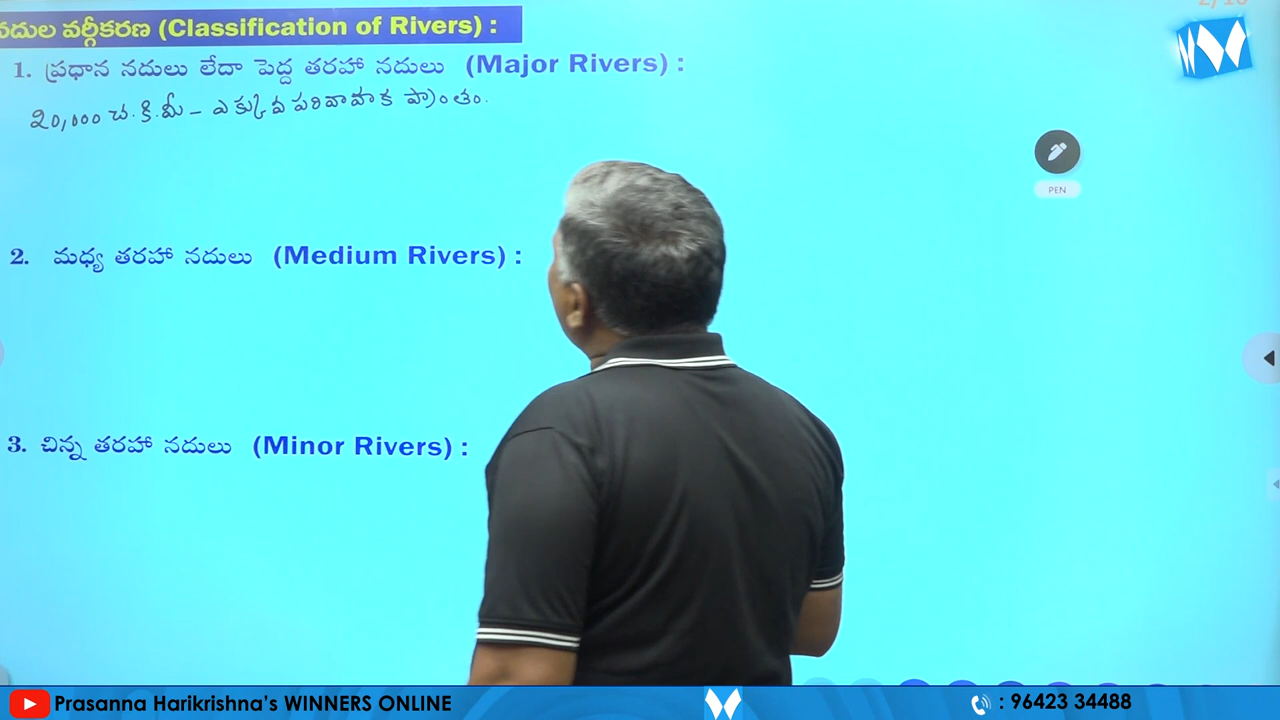 నదుల వర్గీకరణ (Classification of Rivers) :
1. ప్రధాన నదులు లేదా పెద్ద తరహా నదులు (Major Rivers) :
20,000 చ.కి.మీ - ఎక్కువ పరివాహక ప్రాంతం.
PEN
2. మధ్య తరహా నదులు (Medium Rivers) :
3. చిన్న తరహా నదులు (Minor Rivers) :
Prasanna Harikrishna's WINNERS ONLINE
: 96423 34488